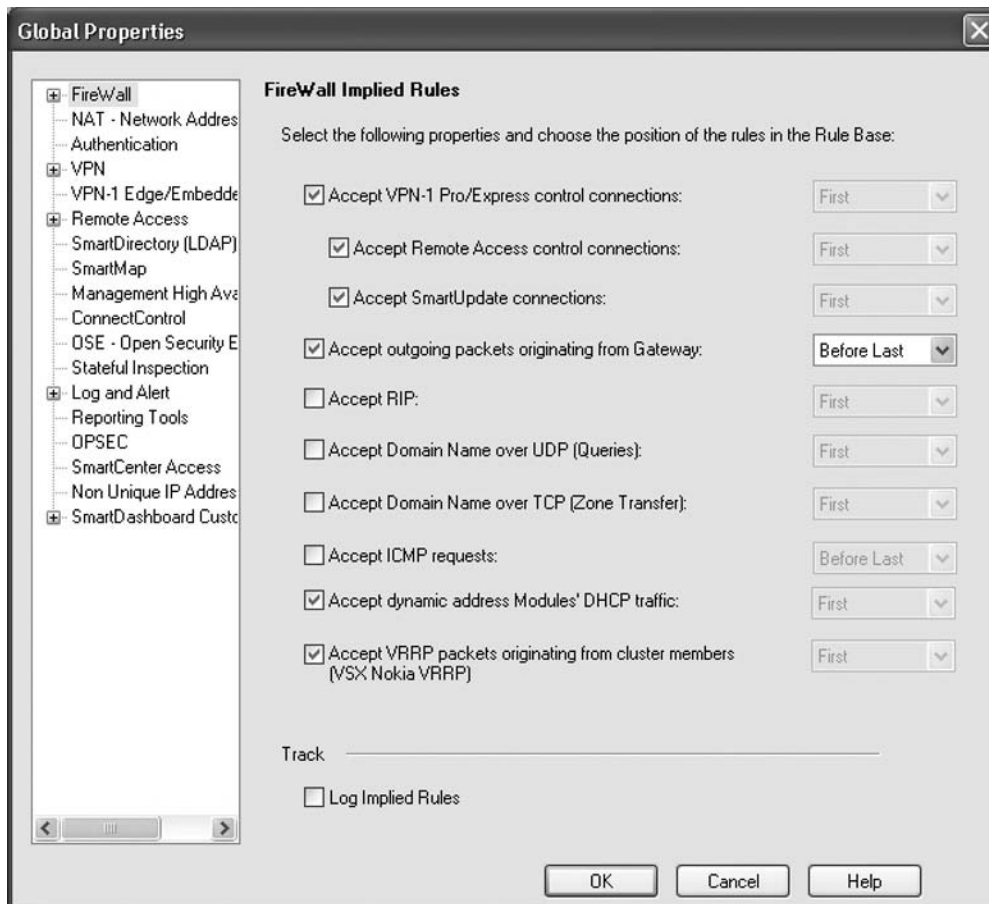 Global Properties
FireWall
NAT - Network Addres
Authentication
VPN
VPN-1 Edge/Embedde
Remote Access
SmartDirectory (LDAP)
SmartMap
Management High Ava
ConnectControl
OSE - Open Security E
Stateful Inspection
Log and Alert
Reporting Tools
OPSEC
SmartCenter Access
Non Unique IP Addres
SmartDashboard Custo
FireWall Implied Rules
Select the following properties and choose the position of the rules in the Rule Base:
Accept VPN-1 Pro/Express control connections: First
Accept Remote Access control connections: First
Accept SmartUpdate connections: First
Accept outgoing packets originating from Gateway: Before Last
Accept RIP: First
Accept Domain Name over UDP (Queries): First
Accept Domain Name over TCP (Zone Transfer): First
Accept ICMP requests: Before Last
Accept dynamic address Modules' DHCP traffic: First
Accept VRRP packets originating from cluster members First
(VSX Nokia VRRP)
Track
Log Implied Rules
OK Cancel Help